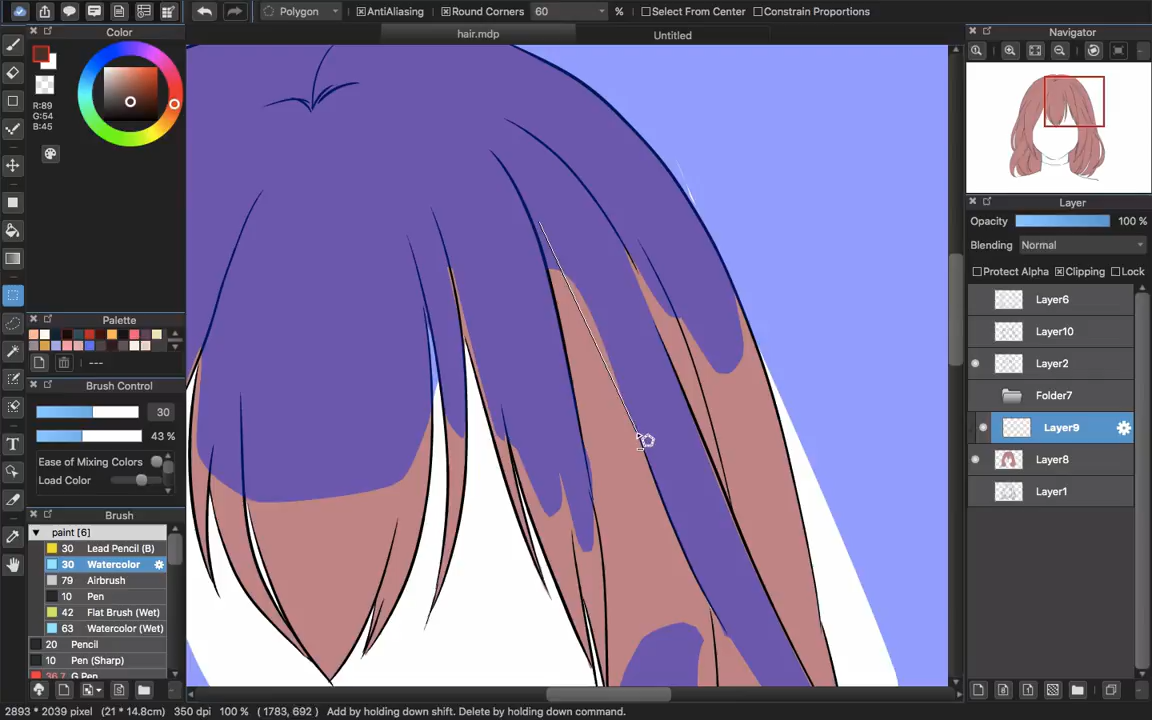 Polygon
AntiAliasing
Round Corners
60
%
Select From Center
Constrain Proportions
Color
hair.mdp
Untitled
Navigator
R:89
G:54
B:45
Layer
Opacity
100 %
Blending
Normal
Protect Alpha
Clipping
Lock
Layer6
Palette
Layer10
---
Layer2
Brush Control
Folder7
30
Layer9
43 %
Ease of Mixing Colors
Layer8
Load Color
Layer1
Brush
paint [6]
30 Lead Pencil (B)
30 Watercolor
79 Airbrush
10 Pen
42 Flat Brush (Wet)
63 Watercolor (Wet)
20 Pencil
10 Pen (Sharp)
36.7 G Pen
2893 * 2039 pixel (21 * 14.8cm) 350 dpi 100 % ( 1783, 692 ) Add by holding down shift. Delete by holding down command.